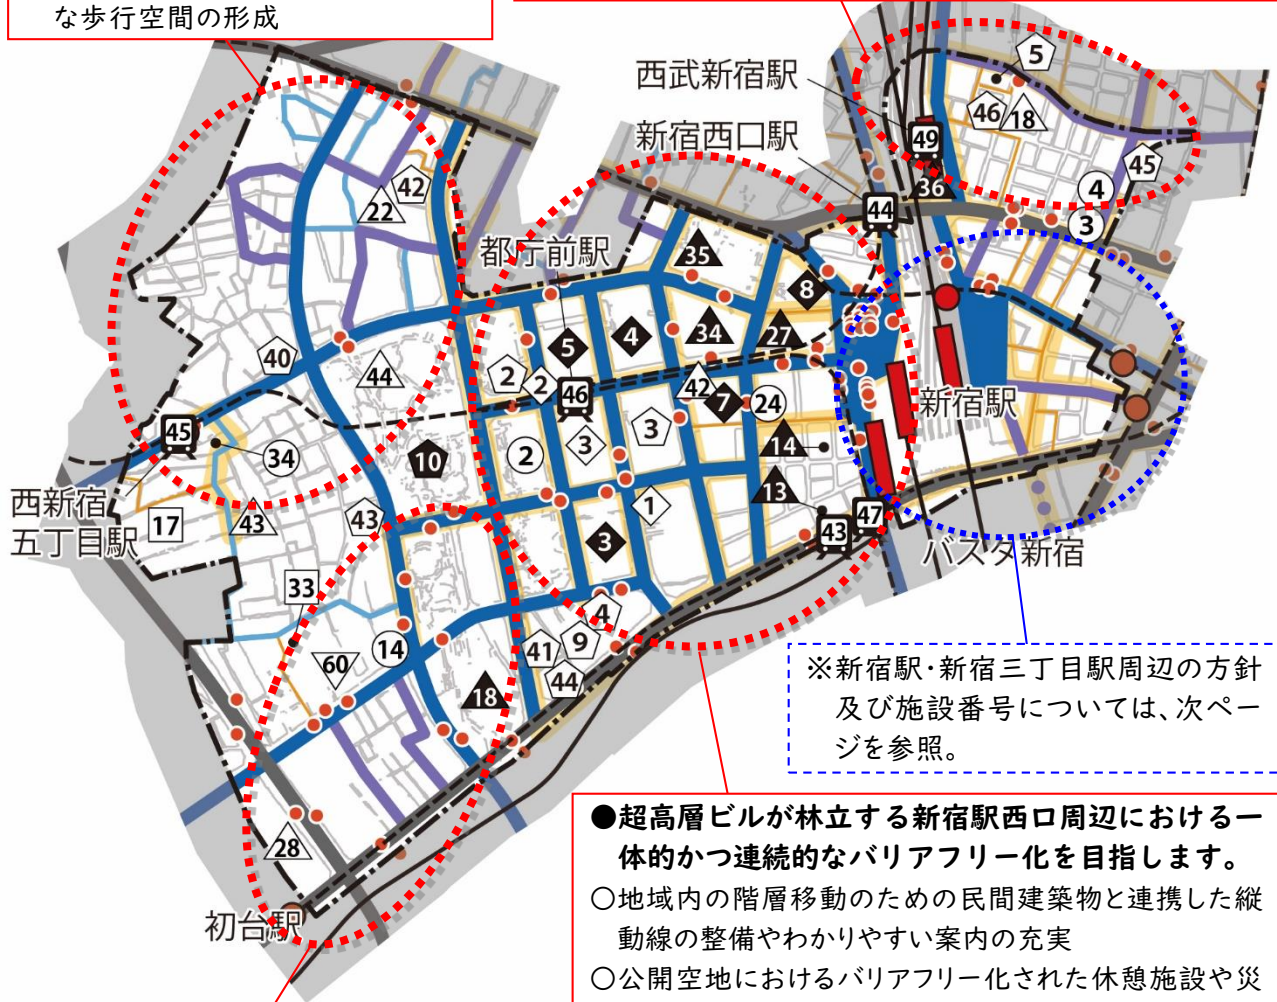 な歩行空間の形成
西武新宿駅
新宿西口駅
都庁前駅
新宿駅
西新宿
五丁目駅
バスタ新宿
初台駅
5
46
18
49
36
45
4
3
44
42
22
35
8
34
27
4
5
2
2
46
42
7
24
40
44
45
34
10
2
3
3
14
13
1
43
47
17
43
43
3
33
4
9
41
44
14
60
18
28
※新宿駅・新宿三丁目駅周辺の方針
及び施設番号については、次ペー
ジを参照。
●超高層ビルが林立する新宿駅西口周辺における一
体的かつ連続的なバリアフリー化を目指します。
○地域内の階層移動のための民間建築物と連携した縦
動線の整備やわかりやすい案内の充実
○公開空地におけるバリアフリー化された休憩施設や災